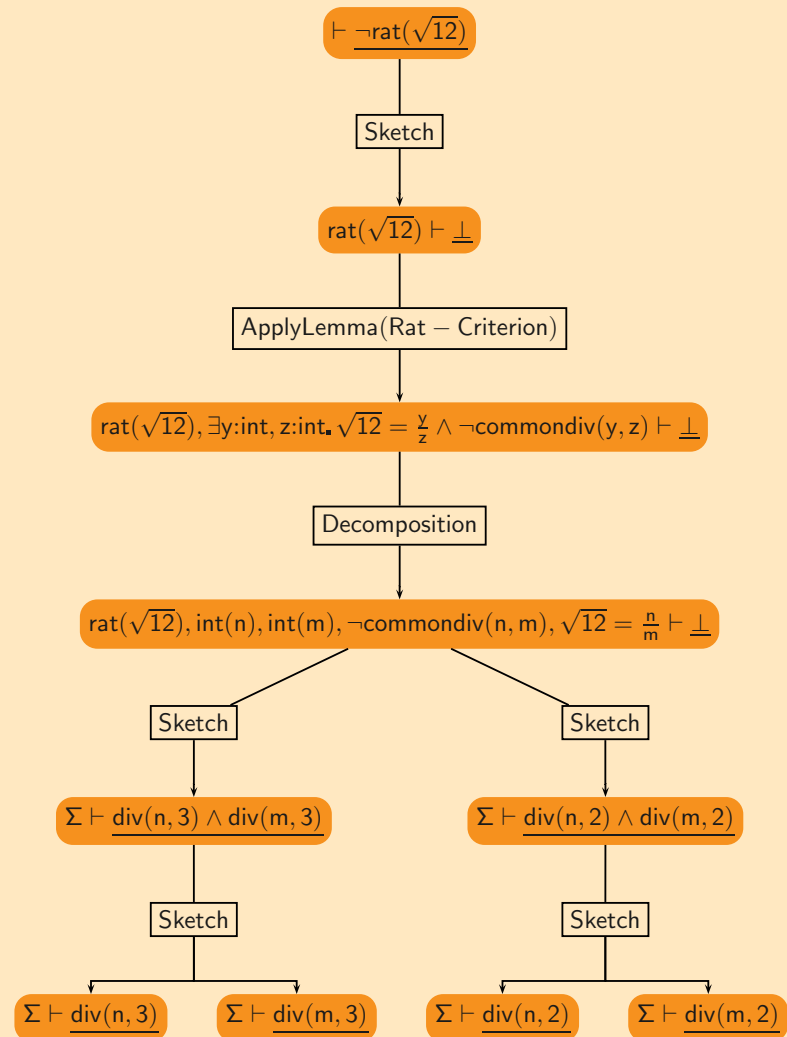 ⊢ ¬rat(√12)
Sketch
rat(√12) ⊢ ⊥
ApplyLemma(Rat − Criterion)
rat(√12), ∃y:int, z:int. √12 = y/z ∧ ¬commondiv(y, z) ⊢ ⊥
Decomposition
rat(√12), int(n), int(m), ¬commondiv(n, m), √12 = n/m ⊢ ⊥
Sketch Sketch
Σ ⊢ div(n, 3) ∧ div(m, 3) Σ ⊢ div(n, 2) ∧ div(m, 2)
Sketch Sketch
Σ ⊢ div(n, 3) Σ ⊢ div(m, 3) Σ ⊢ div(n, 2) Σ ⊢ div(m, 2)